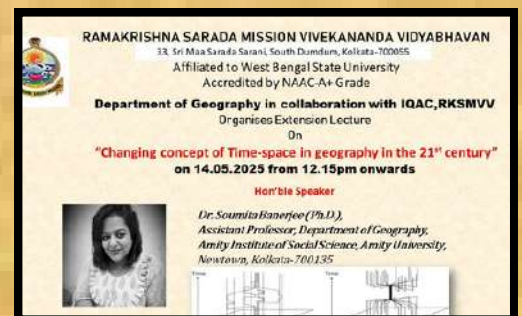 RAMAKRISHNA SARADA MISSION VIVEKANANDA VIDYABHAVAN
33, Sri Maa Sarada Sarani, South Dumdum, Kolkata-700055
Affiliated to West Bengal State University
Accredited by NAAC-A+ Grade
Department of Geography in collaboration with IQAC,RKSMVV
Organises Extension Lecture
On
"Changing concept of Time-space in geography in the 21st century"
on 14.05.2025 from 12.15pm onwards
Hon'ble Speaker
Dr. Soumita Banerjee (Ph.D.),
Assistant Professor, Department of Geography,
Amity Institute of Social Science, Amity University,
Newtown, Kolkata-700135
Time
Time